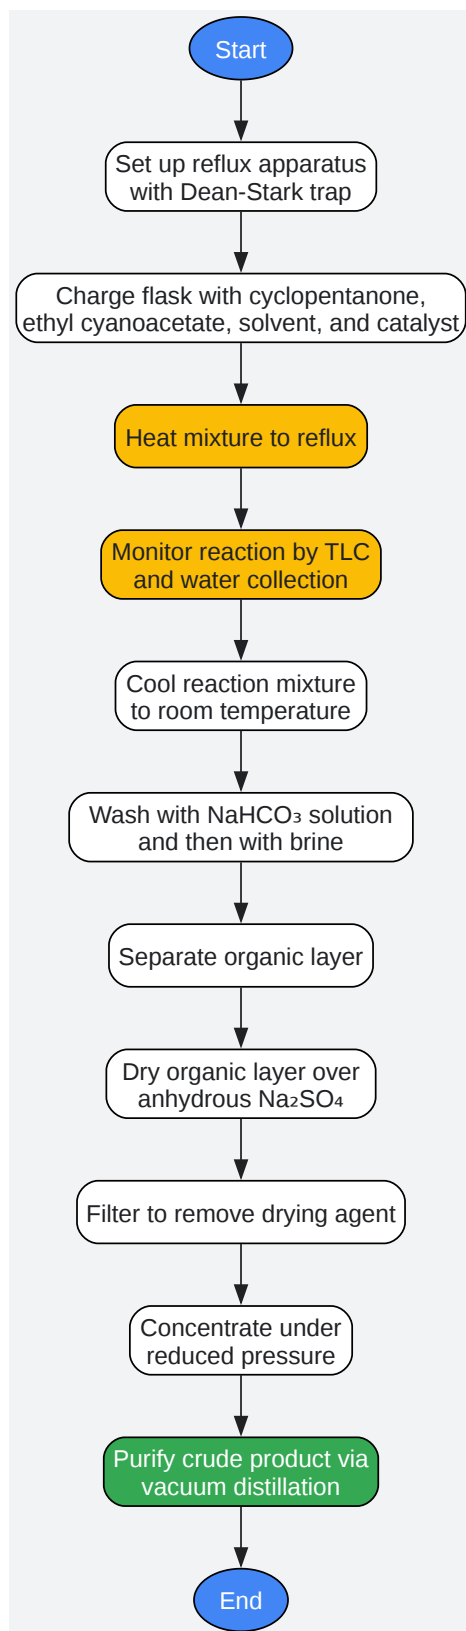 Start
Set up reflux apparatus
with Dean-Stark trap
Charge flask with cyclopentanone,
ethyl cyanoacetate, solvent, and catalyst
Heat mixture to reflux
Monitor reaction by TLC
and water collection
Cool reaction mixture
to room temperature
Wash with NaHCO₃ solution
and then with brine
Separate organic layer
Dry organic layer over
anhydrous Na₂SO₄
Filter to remove drying agent
Concentrate under
reduced pressure
Purify crude product via
vacuum distillation
End